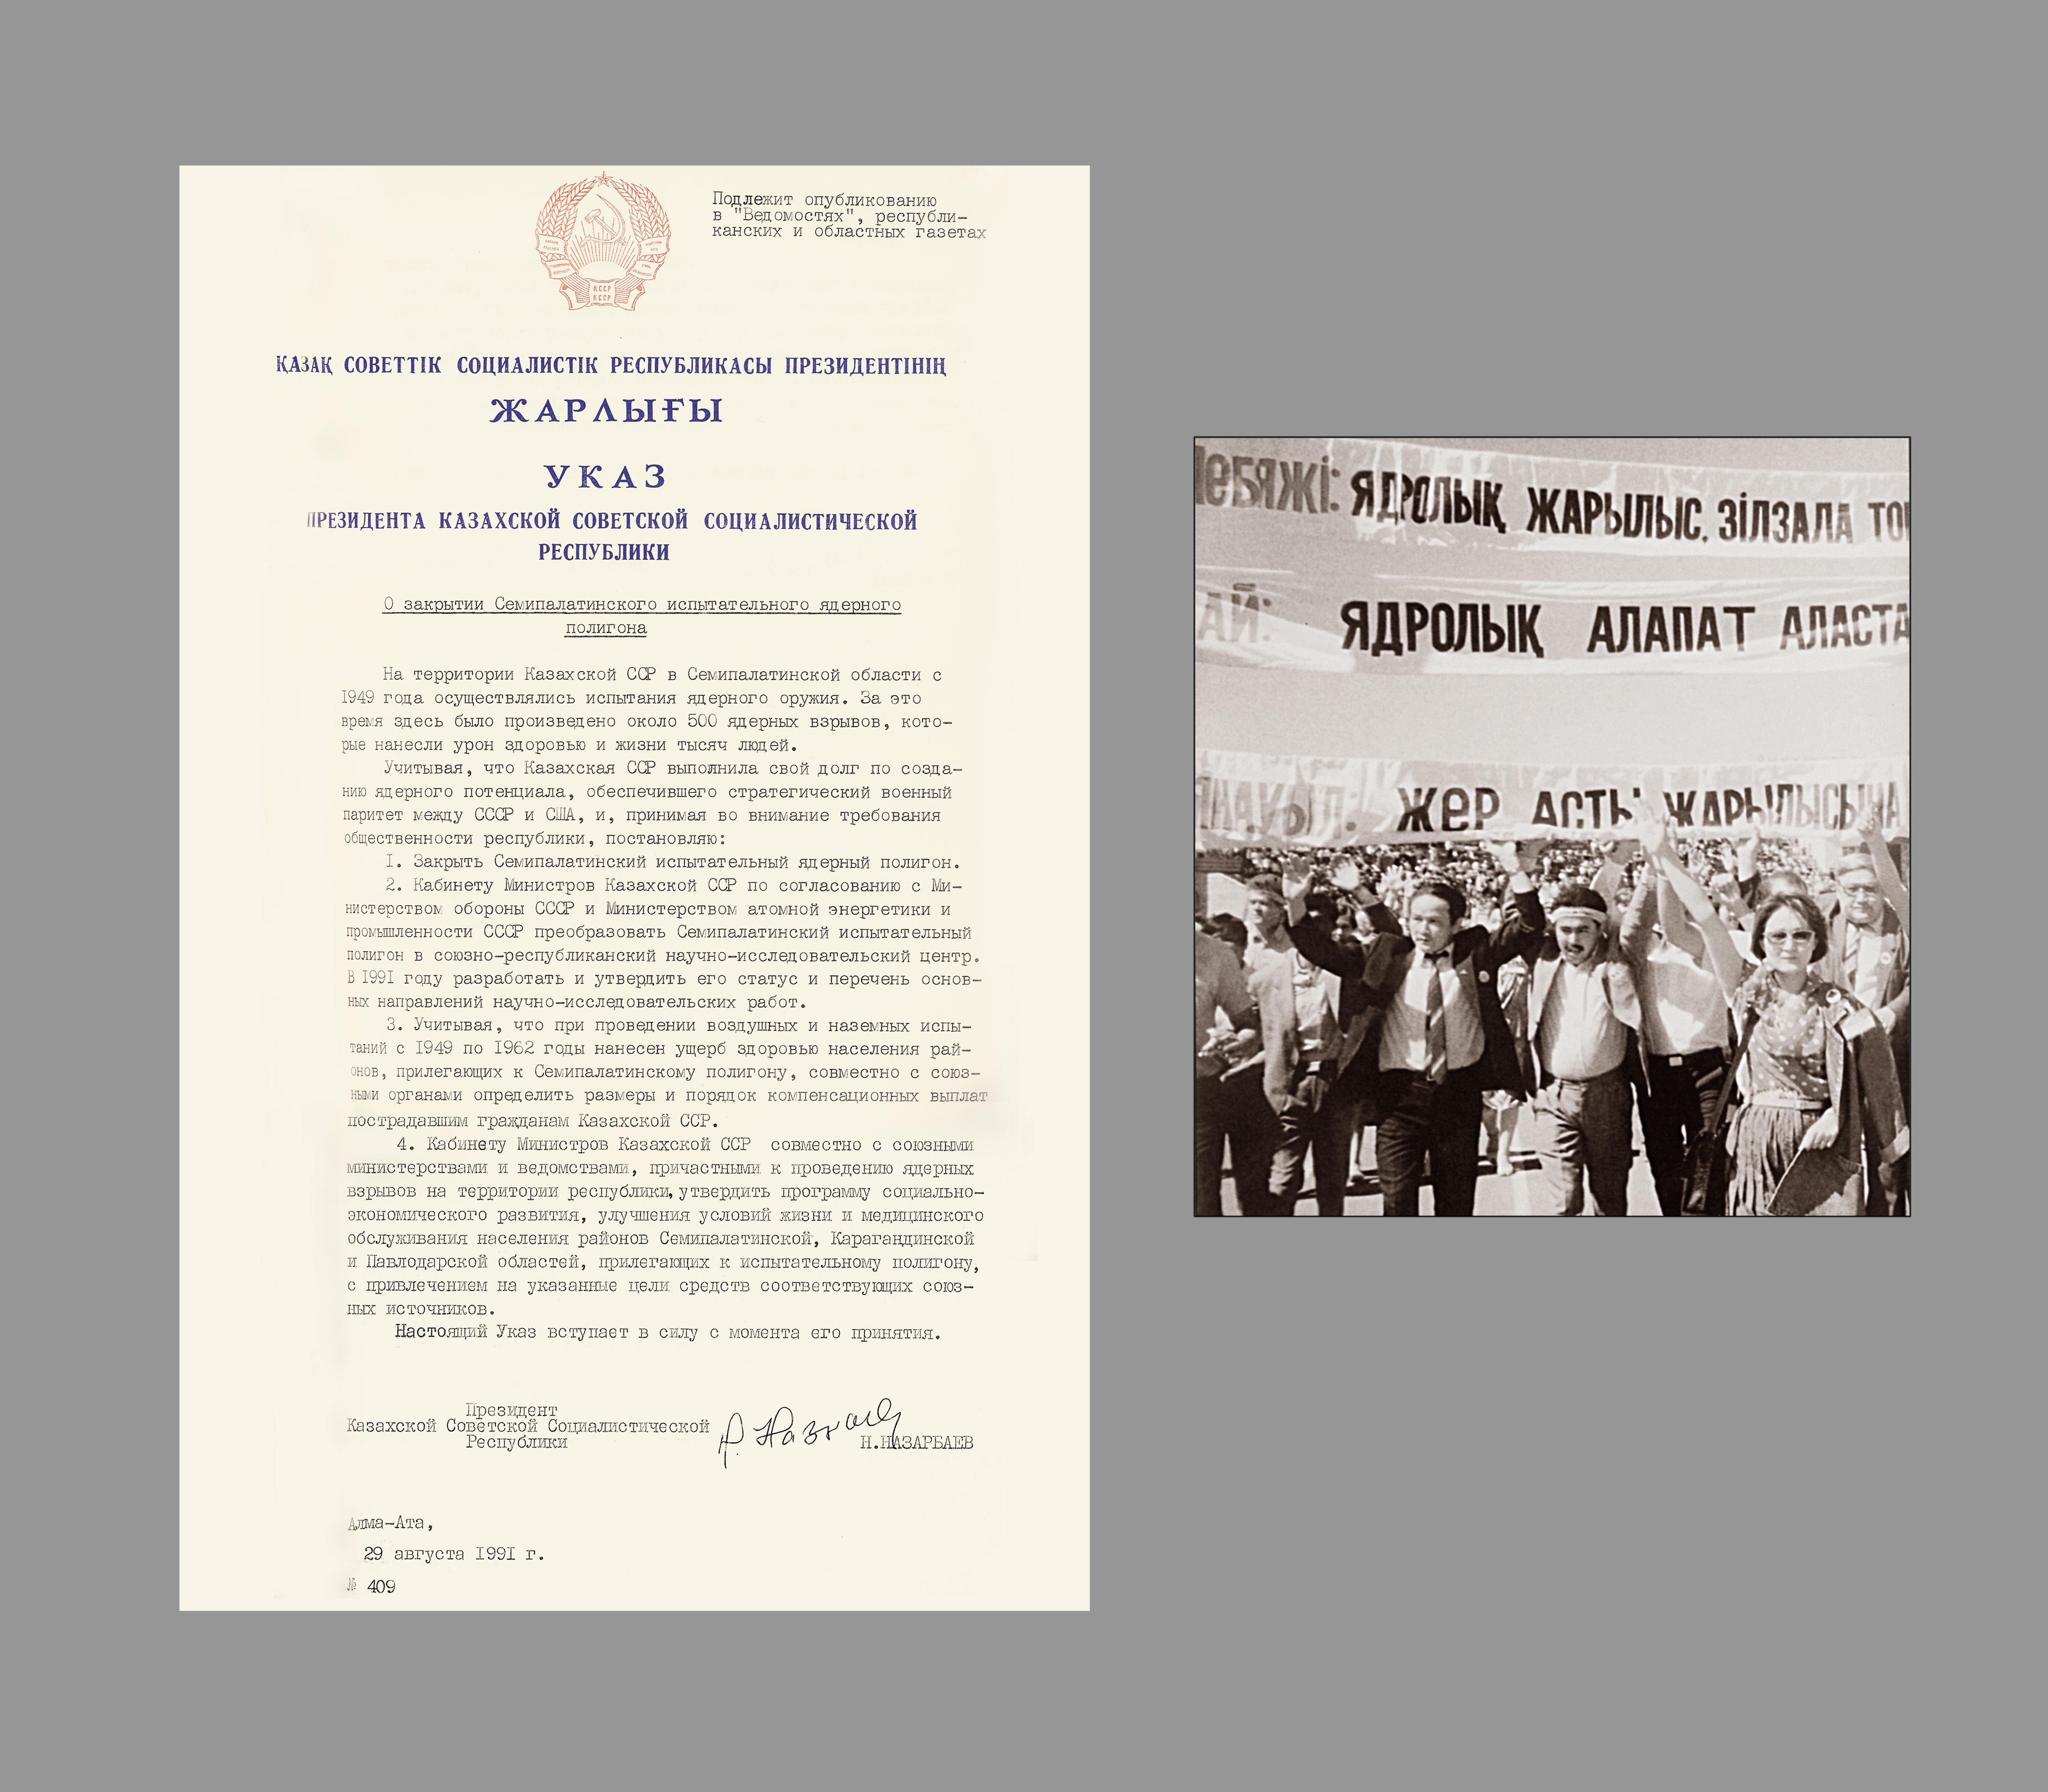 Подлежит опубликованию
в "Ведомостях", республи-
канских и областных газетах
КССР
КССР
ҚАЗАҚ СОВЕТТІК СОЦИАЛИСТІК РЕСПУБЛИКАСЫ ПРЕЗИДЕНТІНІҢ
ЖАРЛЫҒЫ
УКАЗ
ПРЕЗИДЕНТА КАЗАХСКОЙ СОВЕТСКОЙ СОЦИАЛИСТИЧЕСКОЙ
РЕСПУБЛИКИ
О закрытии Семипалатинского испытательного ядерного
полигона
На территории Казахской ССР в Семипалатинской области с
1949 года осуществлялись испытания ядерного оружия. За это
время здесь было произведено около 500 ядерных взрывов, кото-
рые нанесли урон здоровью и жизни тысяч людей.
Учитывая, что Казахская ССР выполнила свой долг по созда-
нию ядерного потенциала, обеспечившего стратегический военный
паритет между СССР и США, и, принимая во внимание требования
общественности республики, постановляю:
1. Закрыть Семипалатинский испытательный ядерный полигон.
2. Кабинету Министров Казахской ССР по согласованию с Ми-
нистерством обороны СССР и Министерством атомной энергетики и
промышленности СССР преобразовать Семипалатинский испытательный
полигон в союзно-республиканский научно-исследовательский центр.
В 1991 году разработать и утвердить его статус и перечень основ-
ных направлений научно-исследовательских работ.
3. Учитывая, что при проведении воздушных и наземных испы-
таний с 1949 по 1962 годы нанесен ущерб здоровью населения рай-
онов, прилегающих к Семипалатинскому полигону, совместно с союз-
ными органами определить размеры и порядок компенсационных выплат
пострадавшим гражданам Казахской ССР.
4. Кабинету Министров Казахской ССР совместно с союзными
министерствами и ведомствами, причастными к проведению ядерных
взрывов на территории республики, утвердить программу социально-
экономического развития, улучшения условий жизни и медицинского
обслуживания населения районов Семипалатинской, Карагандинской
и Павлодарской областей, прилегающих к испытательному полигону,
с привлечением на указанные цели средств соответствующих союз-
ных источников.
Настоящий Указ вступает в силу с момента его принятия.
Президент
Казахской Советской Социалистической
Республики
Н.НАЗАРБАЕВ
Алма-Ата,
29 августа 1991 г.
№ 409
ЛЕБЯЖІ: ЯДРОЛЫҚ ЖАРЫЛЫС, ЗІЛЗАЛА ТО
АЙ: ЯДРОЛЫҚ АЛАПАТ АЛАСТА
ЖЕР АСТЫ ЖАРЫЛЫСЫНА